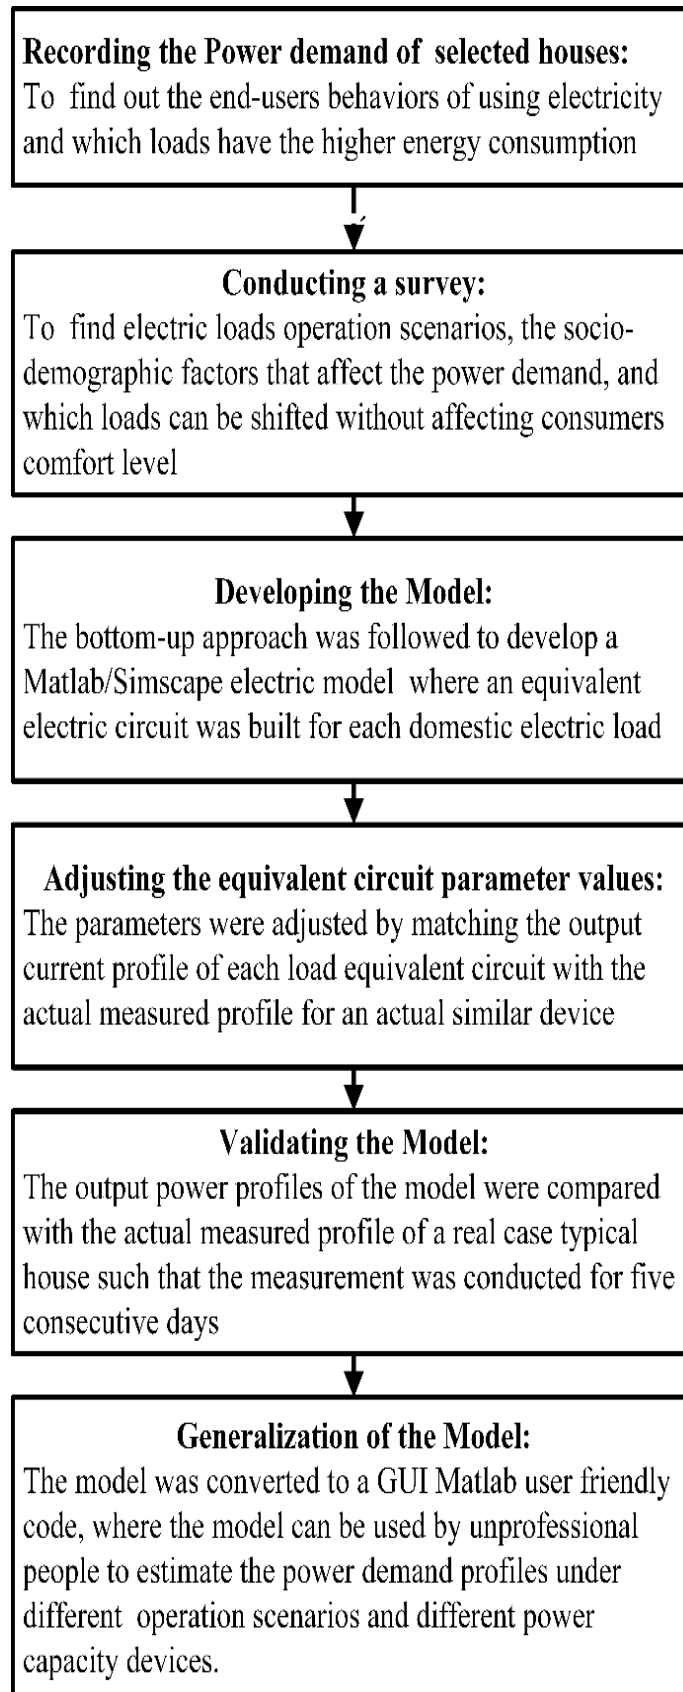 Recording the Power demand of selected houses:
To find out the end-users behaviors of using electricity
and which loads have the higher energy consumption
Conducting a survey:
To find electric loads operation scenarios, the socio-
demographic factors that affect the power demand, and
which loads can be shifted without affecting consumers
comfort level
Developing the Model:
The bottom-up approach was followed to develop a
Matlab/Simscape electric model where an equivalent
electric circuit was built for each domestic electric load
Adjusting the equivalent circuit parameter values:
The parameters were adjusted by matching the output
current profile of each load equivalent circuit with the
actual measured profile for an actual similar device
Validating the Model:
The output power profiles of the model were compared
with the actual measured profile of a real case typical
house such that the measurement was conducted for five
consecutive days
Generalization of the Model:
The model was converted to a GUI Matlab user friendly
code, where the model can be used by unprofessional
people to estimate the power demand profiles under
different operation scenarios and different power
capacity devices.